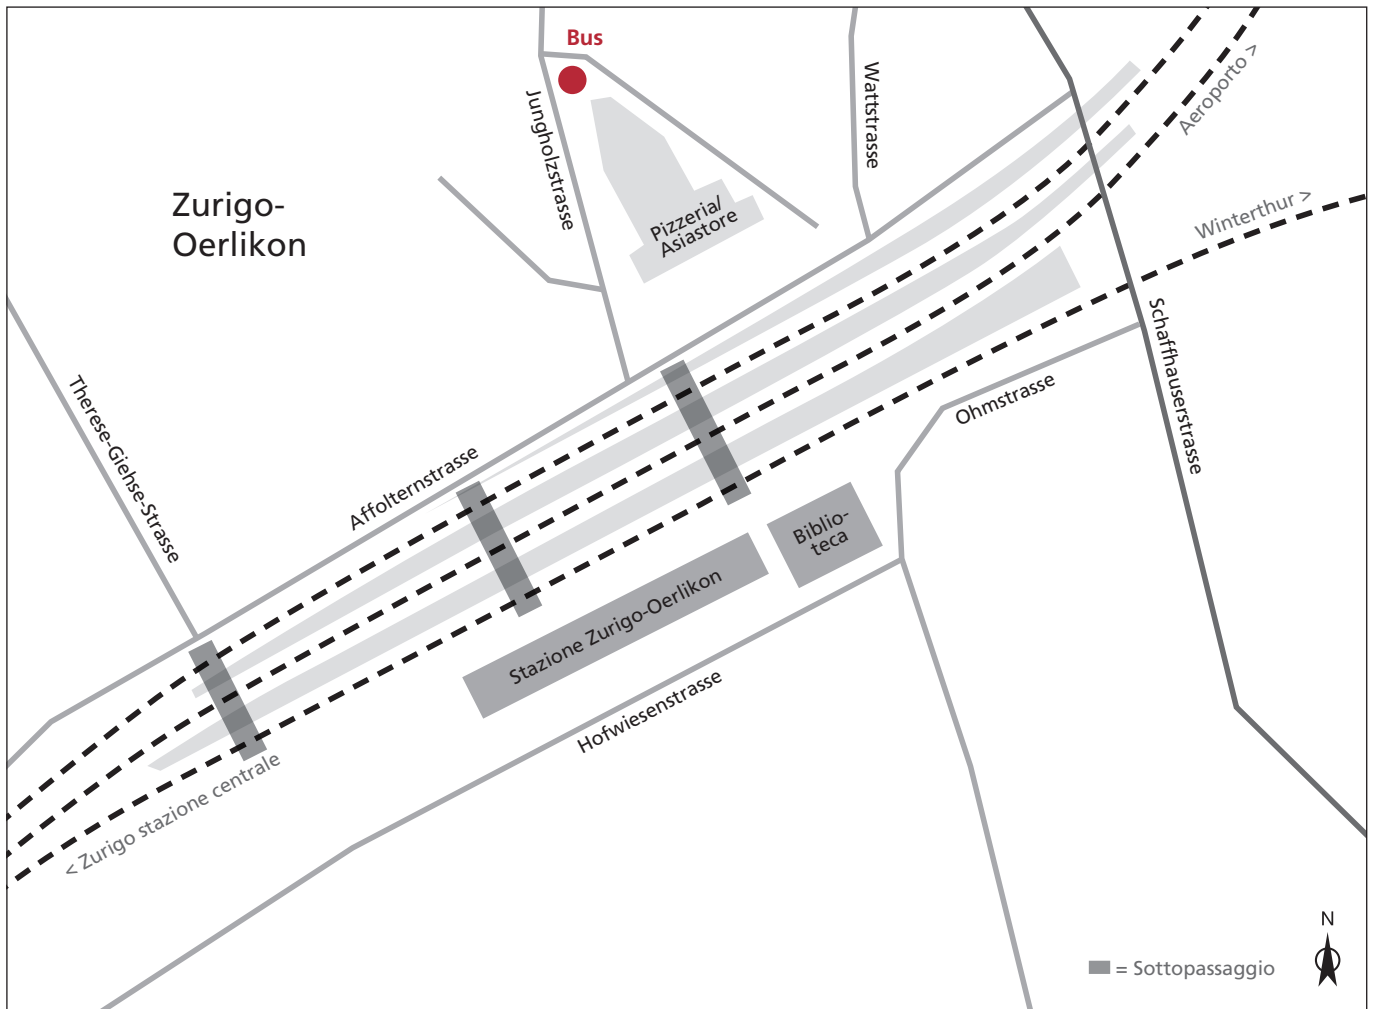 Bus
Jungholzstrasse
Wattstrasse
Aeroporto >
Zurigo-
Oerlikon
Pizzeria/
Asiastore
Winterthur >
Schaffhauserstrasse
Therese-Giehse-Strasse
Affolternstrasse
Ohmstrasse
Biblio-
teca
Stazione Zurigo-Oerlikon
Hofwiesenstrasse
< Zurigo stazione centrale
N
= Sottopassaggio